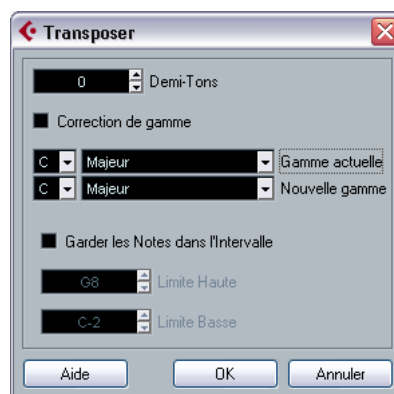 Transposer
0 Demi-Tons
Correction de gamme
C Majeur Gamme actuelle
C Majeur Nouvelle gamme
Garder les Notes dans l'Intervalle
G8 Limite Haute
C-2 Limite Basse
Aide OK Annuler